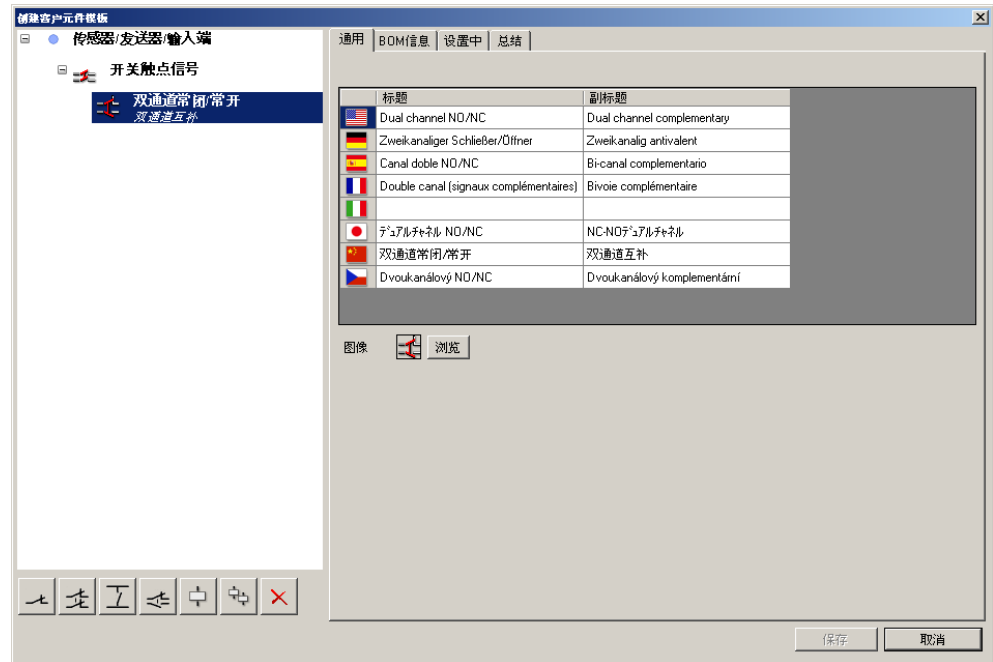 创建客户元件模板
传感器/发送器/输入端
开关触点信号
双通道常闭/常开
双通道互补
通用 BOM信息 设置中 总结
标题 副标题
Dual channel NO/NC Dual channel complementary
Zweikanaliger Schließer/Öffner Zweikanalig antivalent
Canal doble NO/NC Bi-canal complementario
Double canal (signaux complémentaires) Bivoie complémentaire
ﾃﾞｭｱﾙﾁｬﾈﾙ NO/NC NC-NOﾃﾞｭｱﾙﾁｬﾈﾙ
双通道常闭/常开 双通道互补
Dvoukanálový NO/NC Dvoukanálový komplementární
图像 浏览
保存 取消